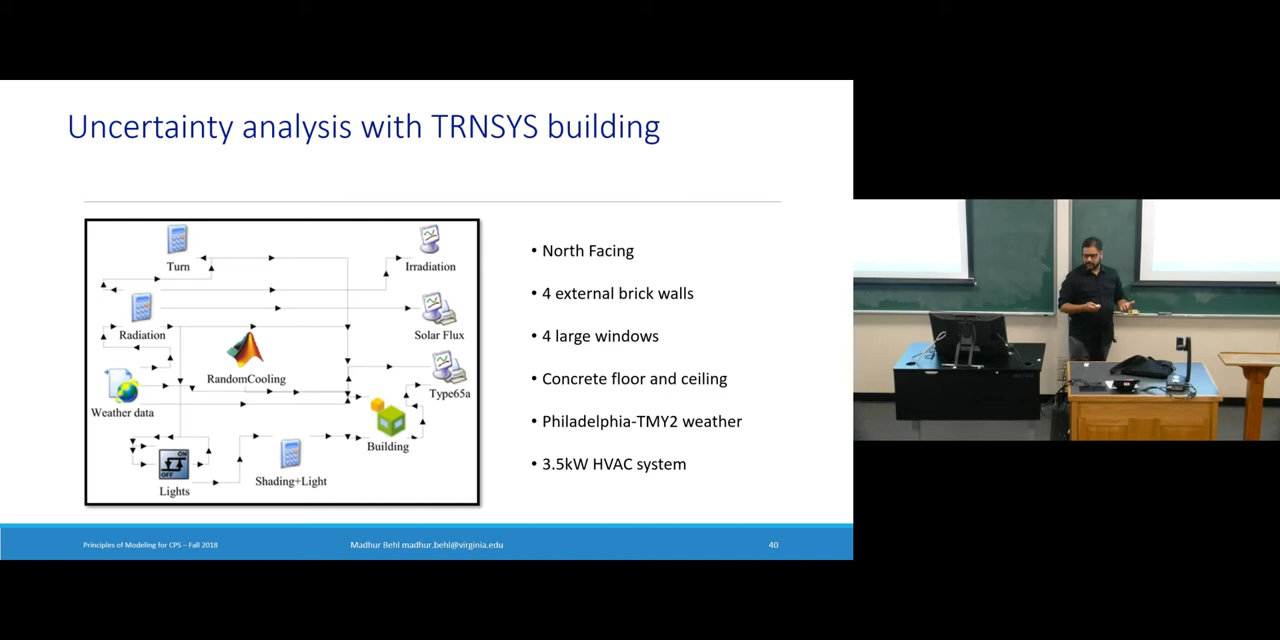 Uncertainty analysis with TRNSYS building
Turn
Irradiation
Radiation
Solar Flux
RandomCooling
Type65a
Weather data
Building
ON
OFF
Lights
Shading+Light
• North Facing
• 4 external brick walls
• 4 large windows
• Concrete floor and ceiling
• Philadelphia-TMY2 weather
• 3.5kW HVAC system
Principles of Modeling for CPS – Fall 2018
Madhur Behl madhur.behl@virginia.edu
40